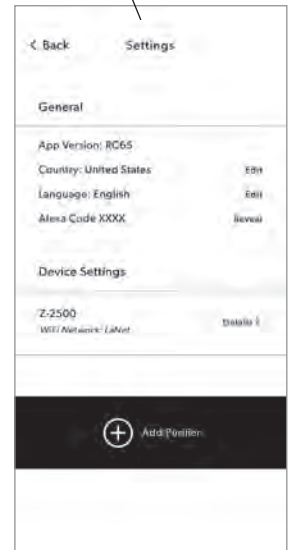 < Back Settings
General
App Version: RC65
Country: United States Edit
Language: English Edit
Alexa Code XXXX Reveal
Device Settings
Z-2500 Details >
WiFi Network: LaNet
Add Purifier